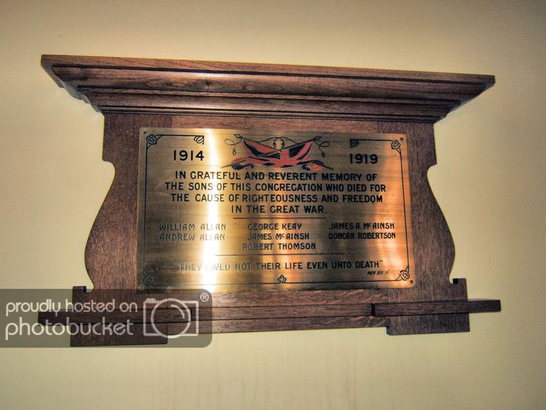 1914 1919
IN GRATEFUL AND REVERENT MEMORY OF
THE SONS OF THIS CONGREGATION WHO DIED FOR
THE CAUSE OF RIGHTEOUSNESS AND FREEDOM
IN THE GREAT WAR.
WILLIAM ALLAN GEORGE KEAY JAMES A. McAINSH
ANDREW ALLAN JAMES McAINSH DUNCAN ROBERTSON
ROBERT THOMSON
"THEY LOVED NOT THEIR LIFE EVEN UNTO DEATH"
proudly hosted on
photobucket